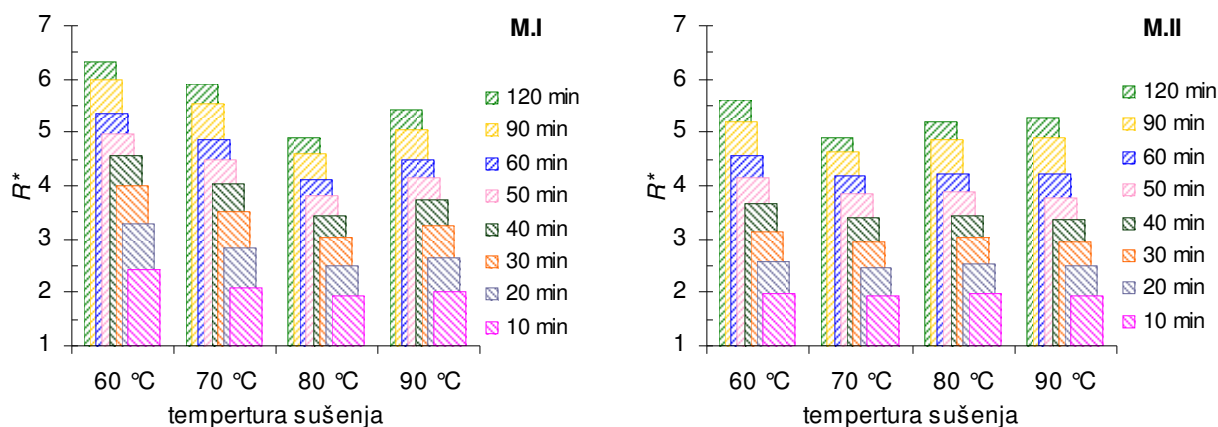 M.I
7
6
5
4
3
2
1
R*
120 min
90 min
60 min
50 min
40 min
30 min
20 min
10 min
60 °C 70 °C 80 °C 90 °C
tempertura sušenja
M.II
7
6
5
4
3
2
1
R*
120 min
90 min
60 min
50 min
40 min
30 min
20 min
10 min
60 °C 70 °C 80 °C 90 °C
tempertura sušenja